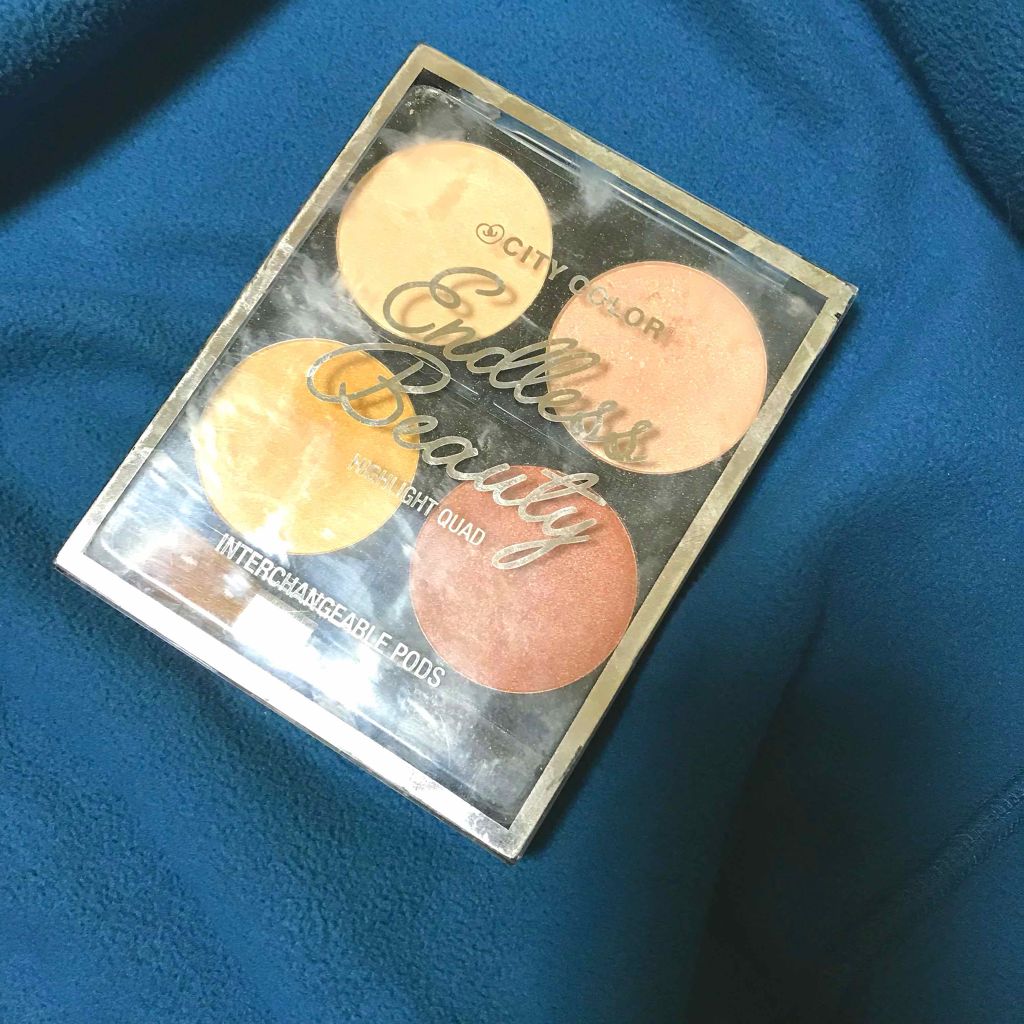 CITY COLOR
Endless
Beauty
HIGHLIGHT QUAD
INTERCHANGEABLE PODS